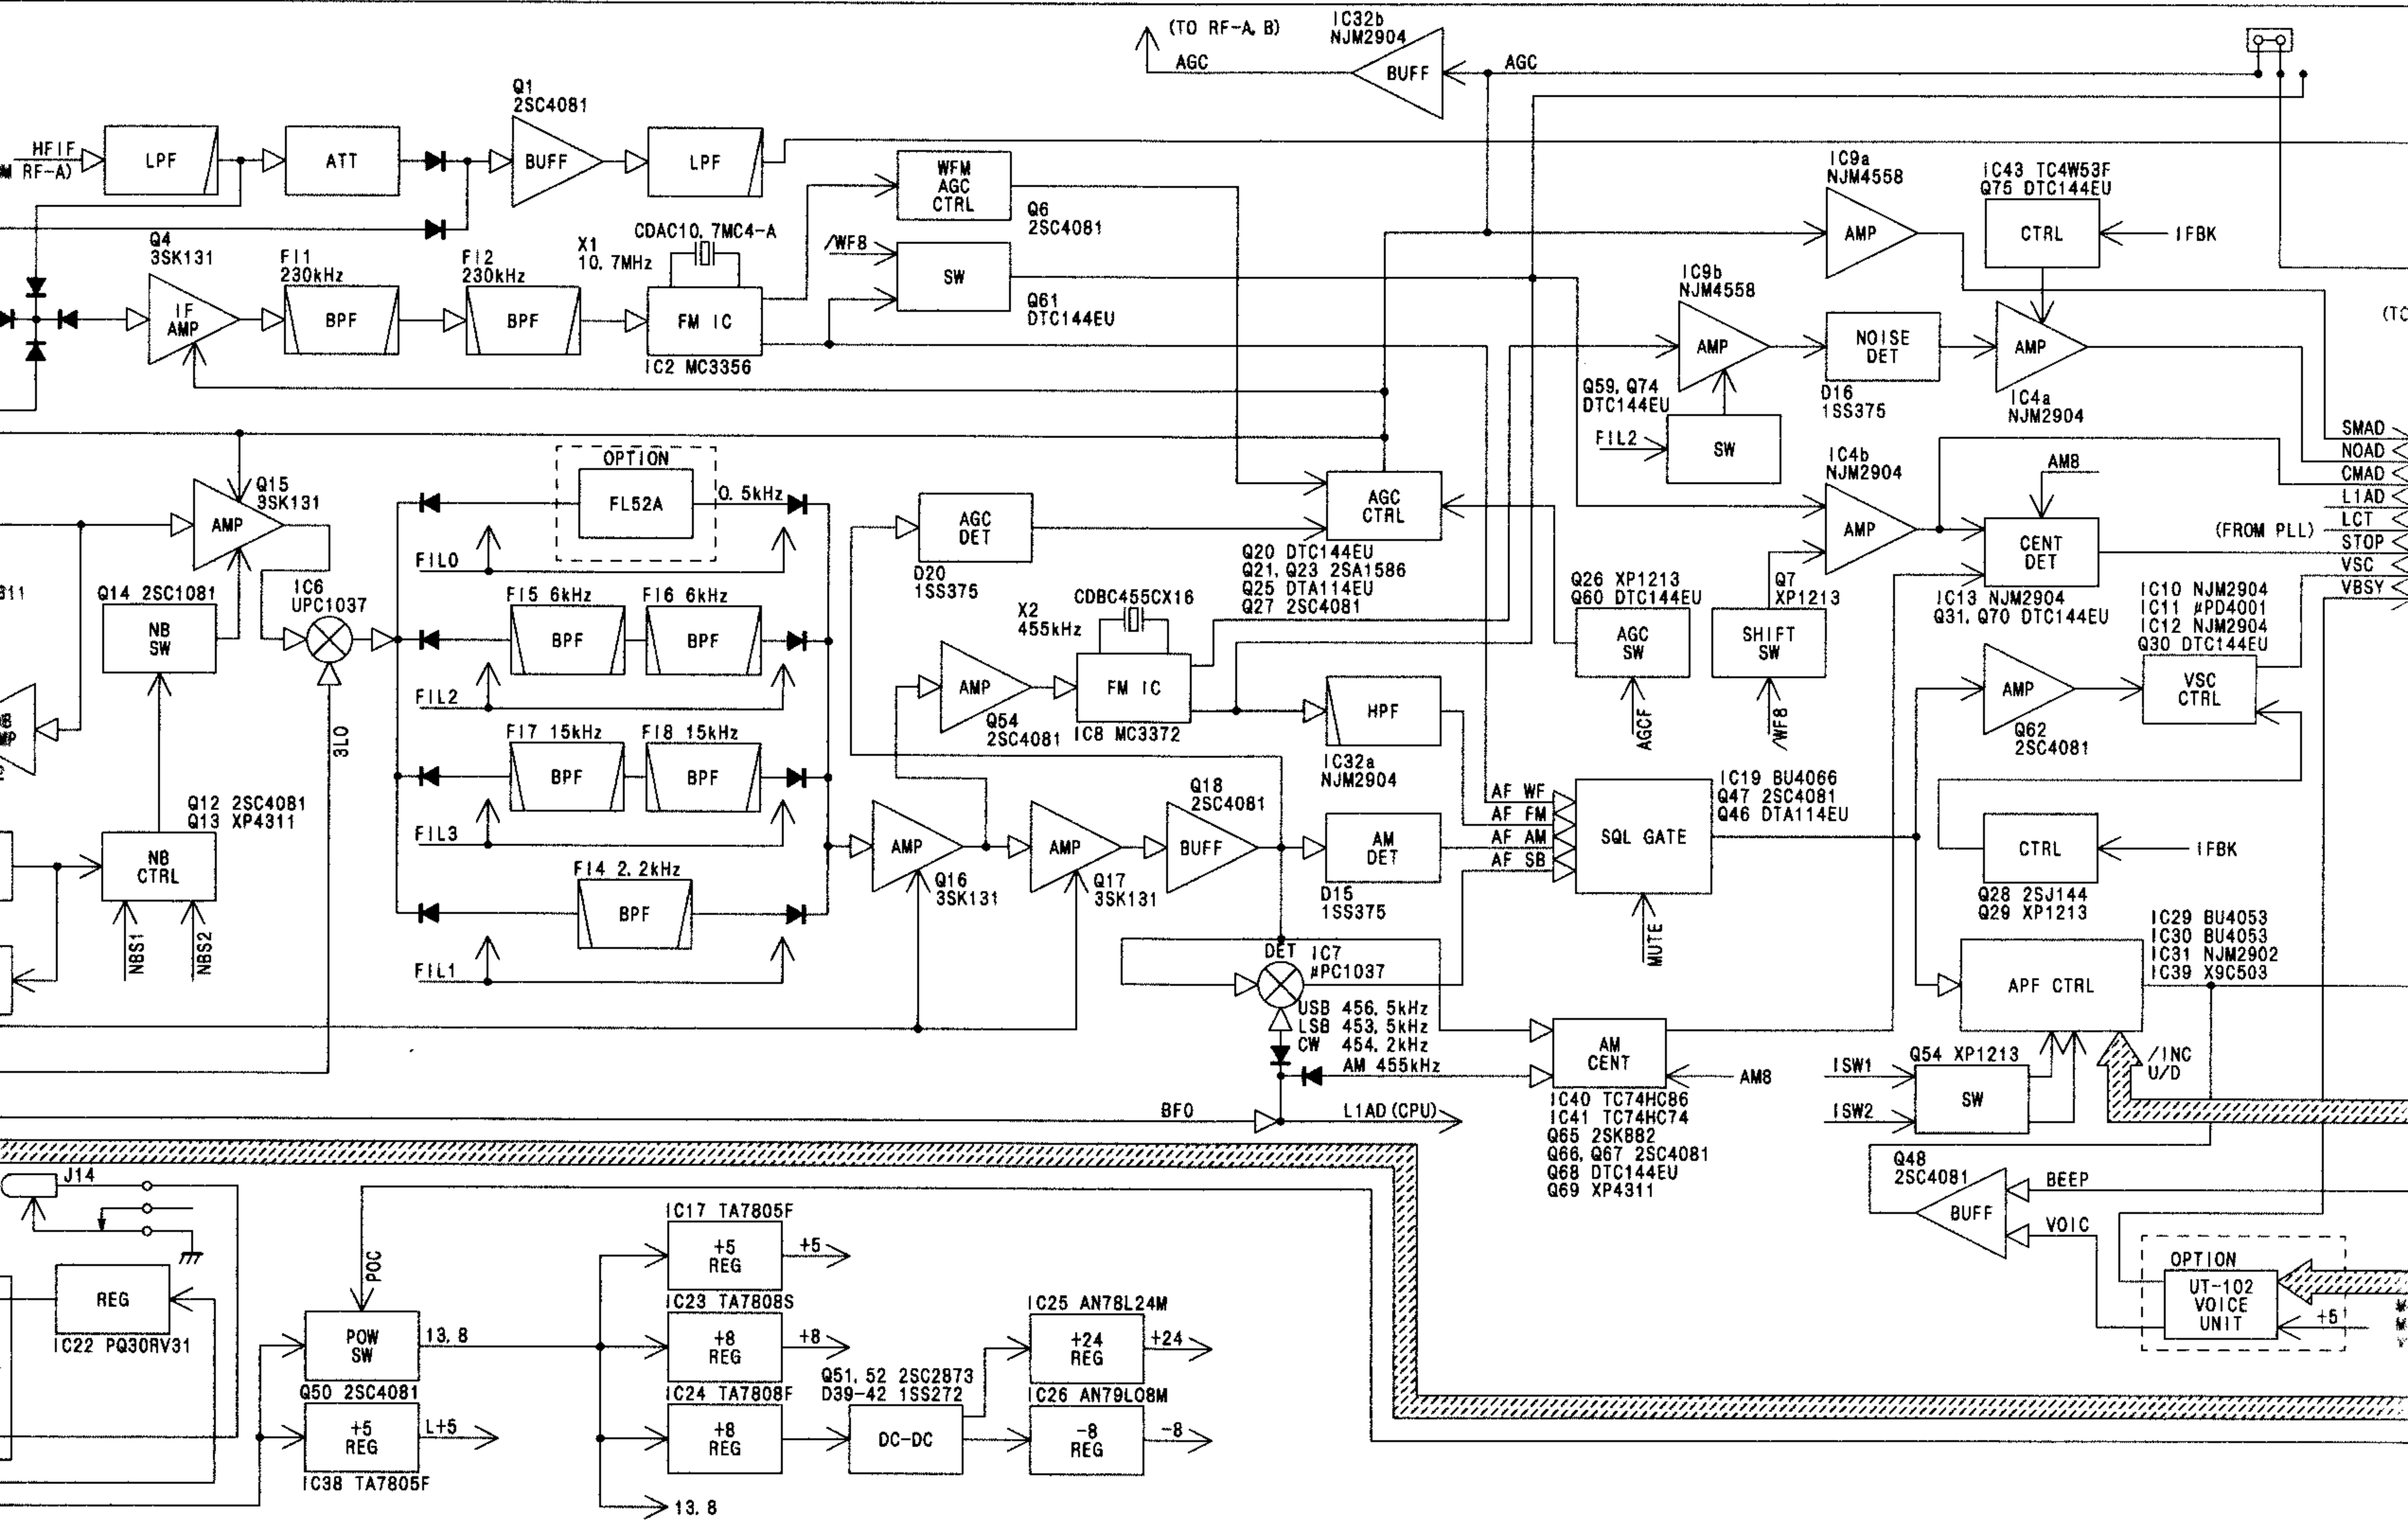 (TO RF-A, B)
AGC
IC32b
NJM2904
BUFF
AGC
HFIF
RF-A)
LPF
ATT
Q1
2SC4081
BUFF
LPF
WFM
AGC
CTRL
Q6
2SC4081
Q4
3SK131
IF
AMP
FI1
230kHz
BPF
FI2
230kHz
BPF
X1
10.7MHz
CDAC10.7MC4-A
FM IC
IC2 MC3356
/WF8
SW
Q61
DTC144EU
IC9a
NJM4558
AMP
IC43 TC4W53F
Q75 DTC144EU
CTRL
IFBK
IC9b
NJM4558
AMP
NOISE
DET
D16
1SS375
AMP
IC4a
NJM2904
Q59, Q74
DTC144EU
FIL2
SW
IC4b
NJM2904
AMP
AM8
CENT
DET
IC13 NJM2904
Q31, Q70 DTC144EU
(TO
SMAD
NOAD
CMAD
L1AD
LCT
STOP
VSC
VBSY
(FROM PLL)
Q15
3SK131
AMP
Q14 2SC1081
NB
SW
IC6
UPC1037
3LO
Q12 2SC4081
Q13 XP4311
NB
CTRL
NBS1
NBS2
OPTION
FL52A
0.5kHz
FIL0
FI5 6kHz
BPF
FI6 6kHz
BPF
FIL2
FI7 15kHz
BPF
FI8 15kHz
BPF
FIL3
FI4 2.2kHz
BPF
FIL1
AGC
DET
D20
1SS375
AGC
CTRL
Q20 DTC144EU
Q21, Q23 2SA1586
Q25 DTA114EU
Q27 2SC4081
X2
455kHz
CDBC455CX16
AMP
Q54
2SC4081
FM IC
IC8 MC3372
HPF
IC32a
NJM2904
Q26 XP1213
Q60 DTC144EU
AGC
SW
AGCF
Q7
XP1213
SHIFT
SW
/WF8
IC10 NJM2904
IC11 μPD4001
IC12 NJM2904
Q30 DTC144EU
VSC
CTRL
AMP
Q62
2SC4081
CTRL
IFBK
Q28 2SJ144
Q29 XP1213
AMP
Q16
3SK131
AMP
Q17
3SK131
Q18
2SC4081
BUFF
AM
DET
D15
1SS375
AF WF
AF FM
AF AM
AF SB
SQL GATE
IC19 BU4066
Q47 2SC4081
Q46 DTA114EU
MUTE
DET
IC7
μPC1037
USB 456.5kHz
LSB 453.5kHz
CW 454.2kHz
AM 455kHz
BFO
L1AD(CPU)
AM
CENT
AM8
IC40 TC74HC86
IC41 TC74HC74
Q65 2SK882
Q66, Q67 2SC4081
Q68 DTC144EU
Q69 XP4311
APF CTRL
IC29 BU4053
IC30 BU4053
IC31 NJM2902
IC39 X9C503
ISW1
ISW2
Q54 XP1213
SW
/INC
U/D
Q48
2SC4081
BUFF
BEEP
VOIC
OPTION
UT-102
VOICE
UNIT
+5
J14
REG
IC22 PQ30RV31
POC
POW
SW
13.8
Q50 2SC4081
+5
REG
L+5
IC38 TA7805F
IC17 TA7805F
+5
REG
+5
IC23 TA7808S
+8
REG
+8
IC24 TA7808F
+8
REG
13.8
Q51, 52 2SC2873
D39-42 1SS272
DC-DC
IC25 AN78L24M
+24
REG
+24
IC26 AN79L08M
-8
REG
-8